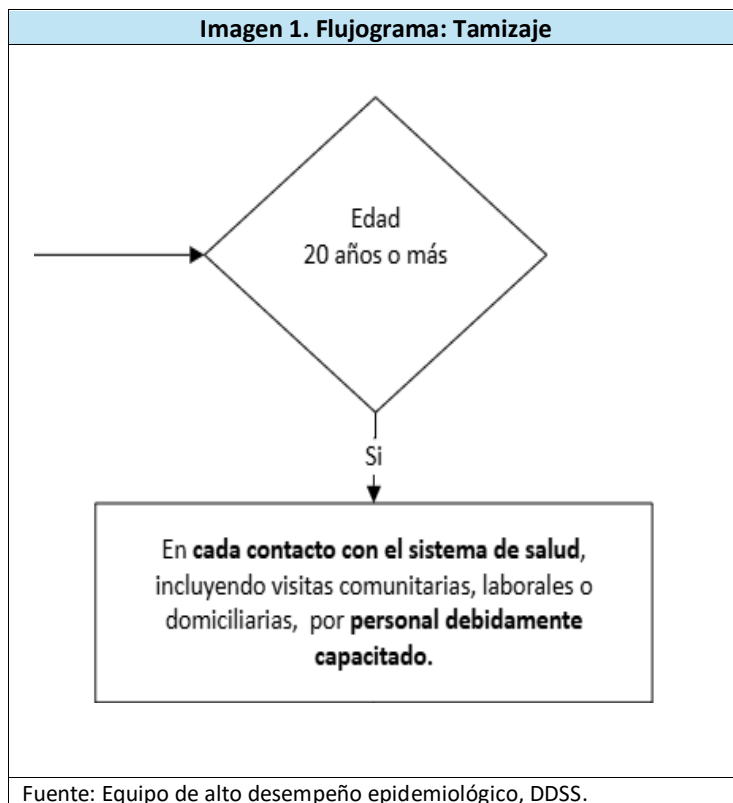 Imagen 1. Flujograma: Tamizaje
Edad
20 años o más
Si
En cada contacto con el sistema de salud,
incluyendo visitas comunitarias, laborales o
domiciliarias, por personal debidamente
capacitado.
Fuente: Equipo de alto desempeño epidemiológico, DDSS.